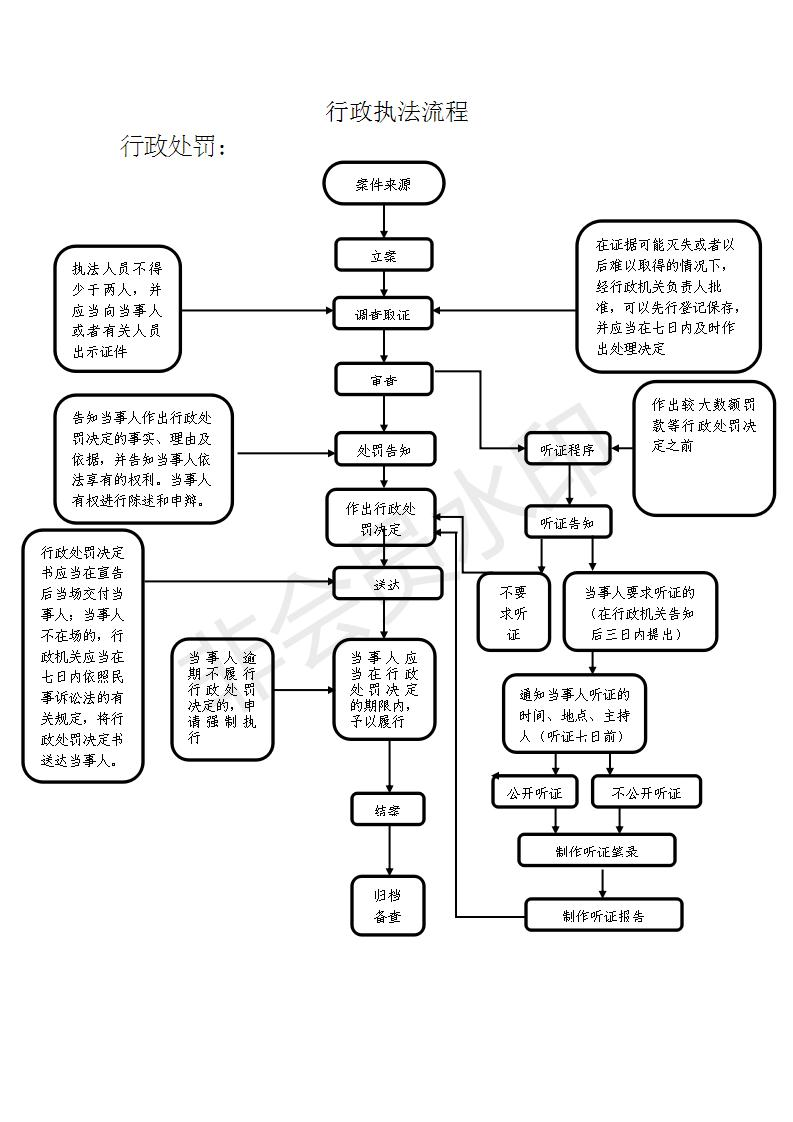 行政执法流程
行政处罚：
案件来源
立案
执法人员不得
少于两人，并
应当向当事人
或者有关人员
出示证件
调查取证
在证据可能灭失或者以
后难以取得的情况下，
经行政机关负责人批
准，可以先行登记保存，
并应当在七日内及时作
出处理决定
审查
作出较大数额罚
款等行政处罚决
定之前
告知当事人作出行政处
罚决定的事实、理由及
依据，并告知当事人依
法享有的权利。当事人
有权进行陈述和申辩。
处罚告知
听证程序
作出行政处
罚决定
听证告知
行政处罚决定
书应当在宣告
后当场交付当
事人；当事人
不在场的，行
政机关应当在
七日内依照民
事诉讼法的有
关规定，将行
政处罚决定书
送达当事人。
送达
不要
求听
证
当事人要求听证的
（在行政机关告知
后三日内提出）
当事人逾
期不履行
行政处罚
决定的，申
请强制执
行
当事人应
当在行政
处罚决定
的期限内，
予以履行
通知当事人听证的
时间、地点、主持
人（听证七日前）
公开听证
不公开听证
结案
制作听证笔录
归档
备查
制作听证报告
非会员水印